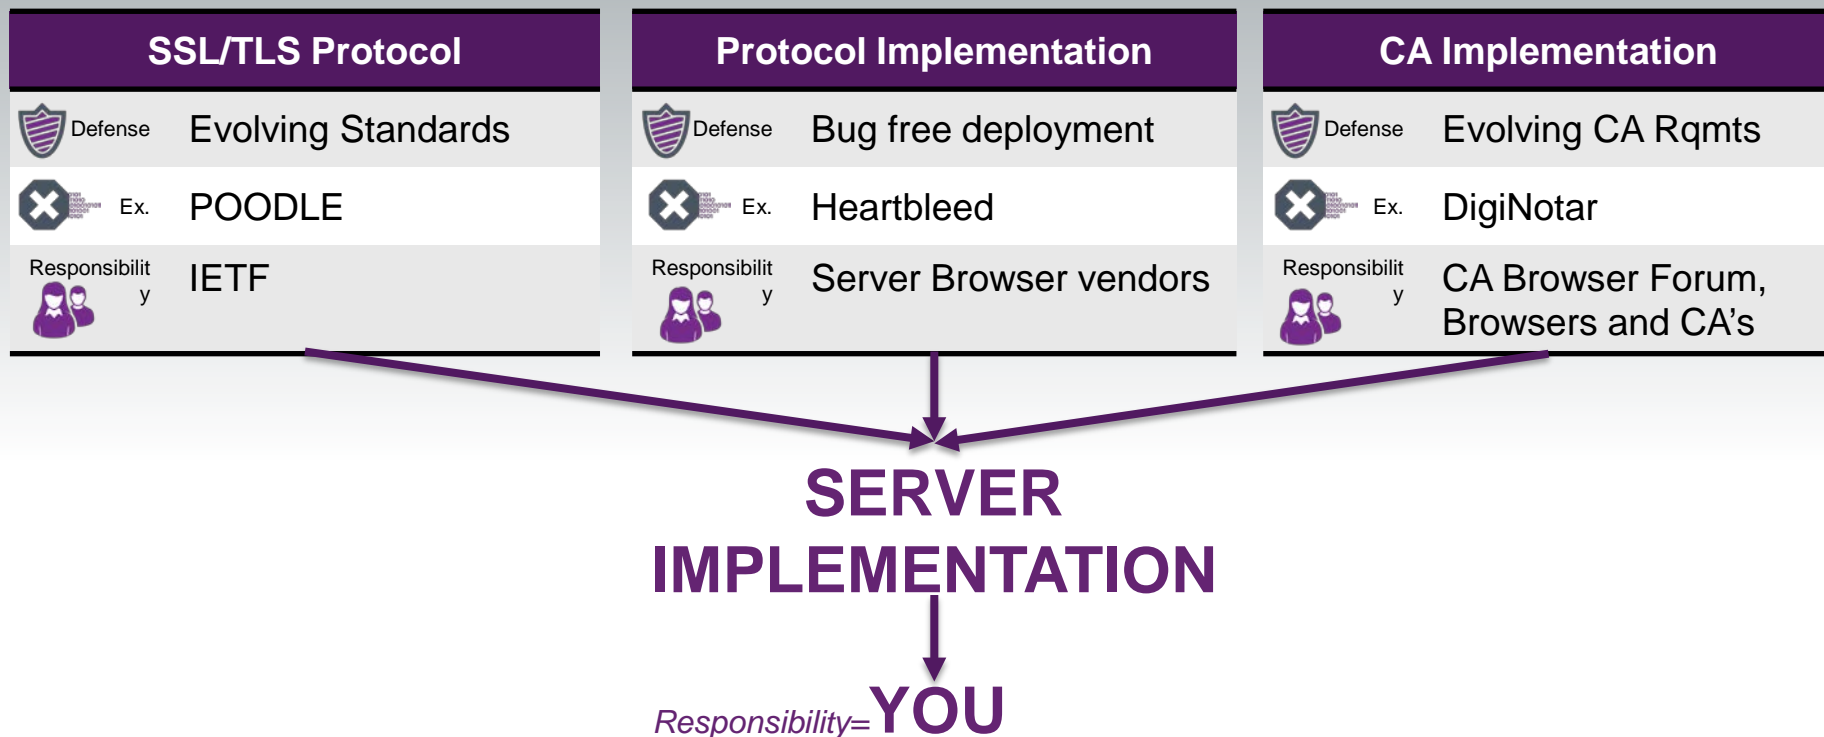 SSL/TLS Protocol
Defense Evolving Standards
Ex. POODLE
Responsibilit
y
IETF
Protocol Implementation
Defense Bug free deployment
Ex. Heartbleed
Responsibilit
y
Server Browser vendors
CA Implementation
Defense Evolving CA Rqmts
Ex. DigiNotar
Responsibilit
y
CA Browser Forum,
Browsers and CA’s
SERVER
IMPLEMENTATION
Responsibility=YOU